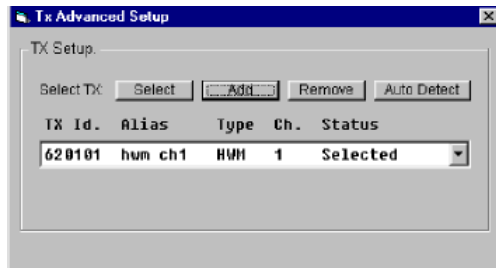 Tx Advanced Setup
TX Setup.
Select TX: Select Add Remove Auto Detect
TX Id. Alias Type Ch. Status
620101 hwm ch1 HWM 1 Selected